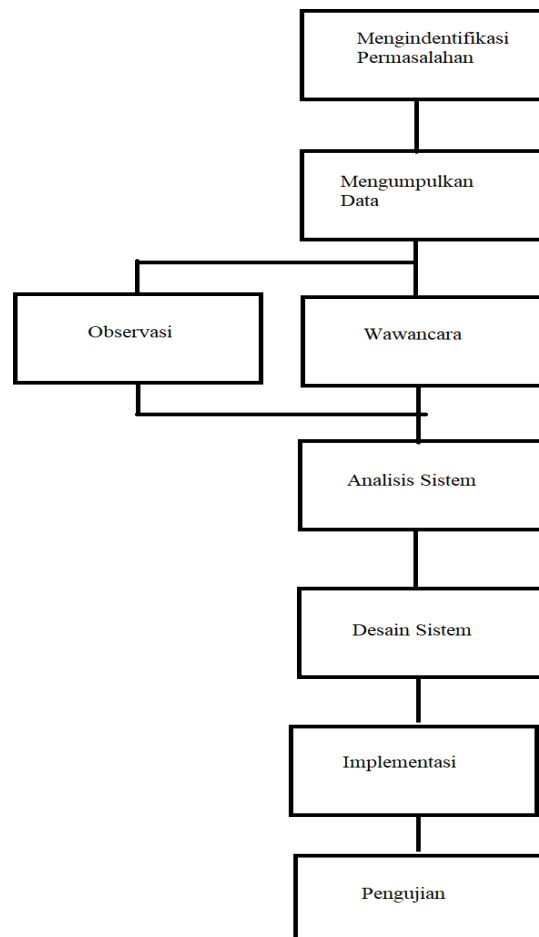 Mengindentifikasi
Permasalahan
Mengumpulkan
Data
Observasi
Wawancara
Analisis Sistem
Desain Sistem
Implementasi
Pengujian